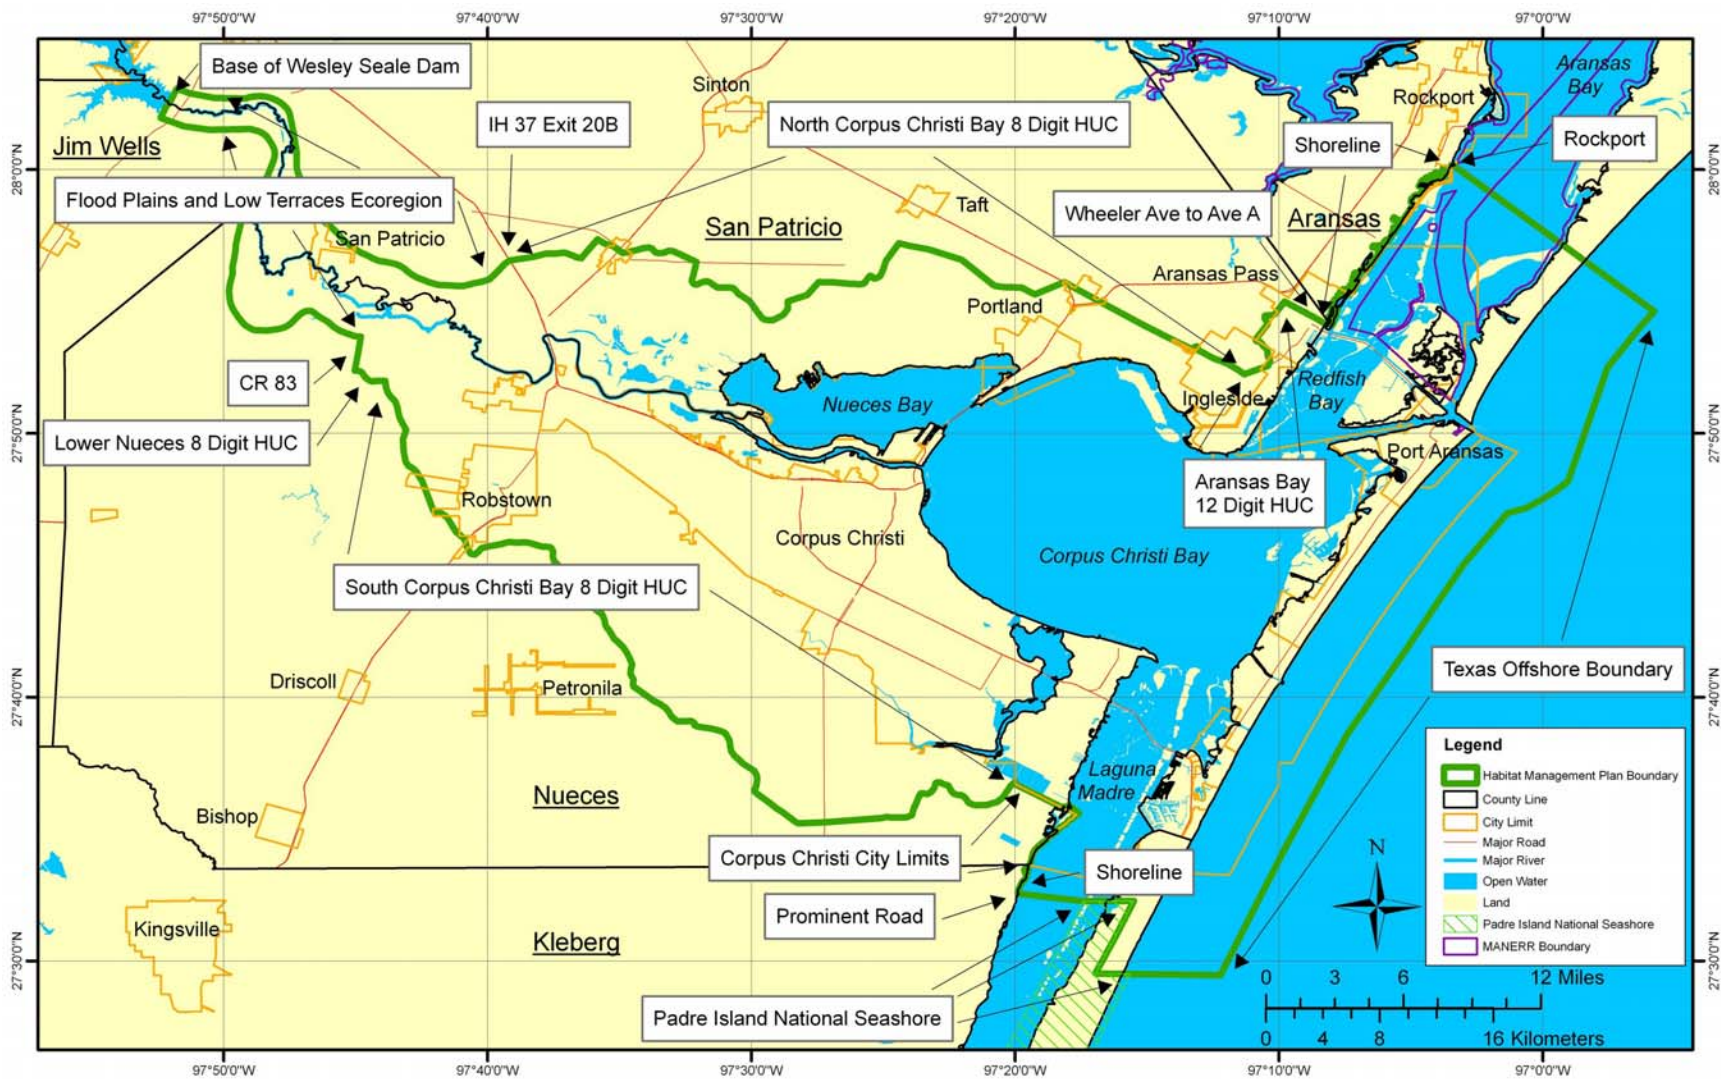 97°50'0"W
97°40'0"W
97°30'0"W
97°20'0"W
97°10'0"W
97°0'0"W
Base of Wesley Seale Dam
Sinton
Aransas
Bay
Rockport
IH 37 Exit 20B
North Corpus Christi Bay 8 Digit HUC
Shoreline
Rockport
Jim Wells
28°0'0"N
28°0'0"N
Flood Plains and Low Terraces Ecoregion
Taft
Wheeler Ave to Ave A
Aransas
San Patricio
San Patricio
Aransas Pass
Portland
CR 83
Redfish
Bay
Nueces Bay
Ingleside
Lower Nueces 8 Digit HUC
27°50'0"N
27°50'0"N
Port Aransas
Aransas Bay
12 Digit HUC
Robstown
Corpus Christi
Corpus Christi Bay
South Corpus Christi Bay 8 Digit HUC
Texas Offshore Boundary
Driscoll
Petronila
27°40'0"N
27°40'0"N
Laguna
Madre
Nueces
Bishop
Corpus Christi City Limits
Shoreline
Prominent Road
Kingsville
Kleberg
27°30'0"N
27°30'0"N
Padre Island National Seashore
Legend
Habitat Management Plan Boundary
County Line
City Limit
Major Road
Major River
Open Water
Land
Padre Island National Seashore
MANERR Boundary
N
0 3 6 12 Miles
0 4 8 16 Kilometers
97°50'0"W
97°40'0"W
97°30'0"W
97°20'0"W
97°10'0"W
97°0'0"W